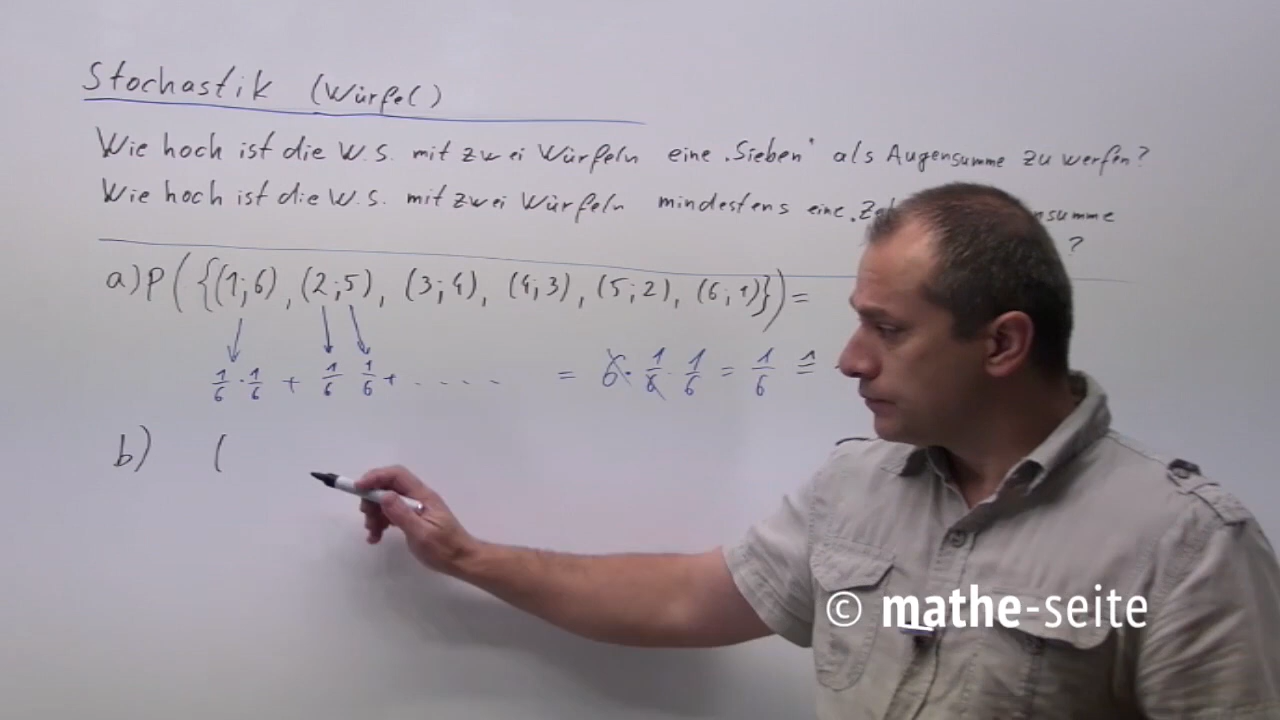 Stochastik (Würfel)
Wie hoch ist die W.S. mit zwei Würfeln eine „Sieben“ als Augensumme zu werfen?
Wie hoch ist die W.S. mit zwei Würfeln mindestens eine
?
a) P({(1;6), (2;5), (3;4), (4;3), (5;2), (6;1)}) =
1/6 · 1/6 + 1/6 1/6 + ..... = 6 · 1/6 · 1/6 = 1/6 ≙
b) (
© mathe-seite